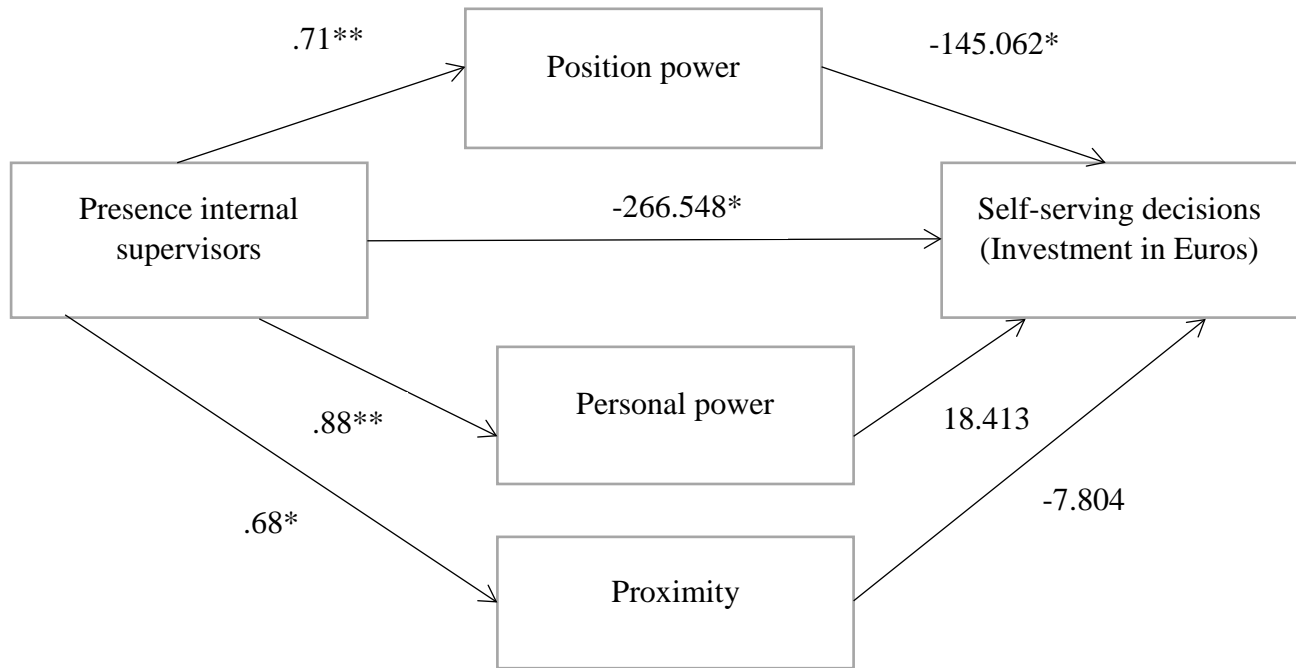 .71**
Position power
-145.062*
Presence internal
supervisors
-266.548*
Self-serving decisions
(Investment in Euros)
Personal power
.88**
18.413
-7.804
.68*
Proximity